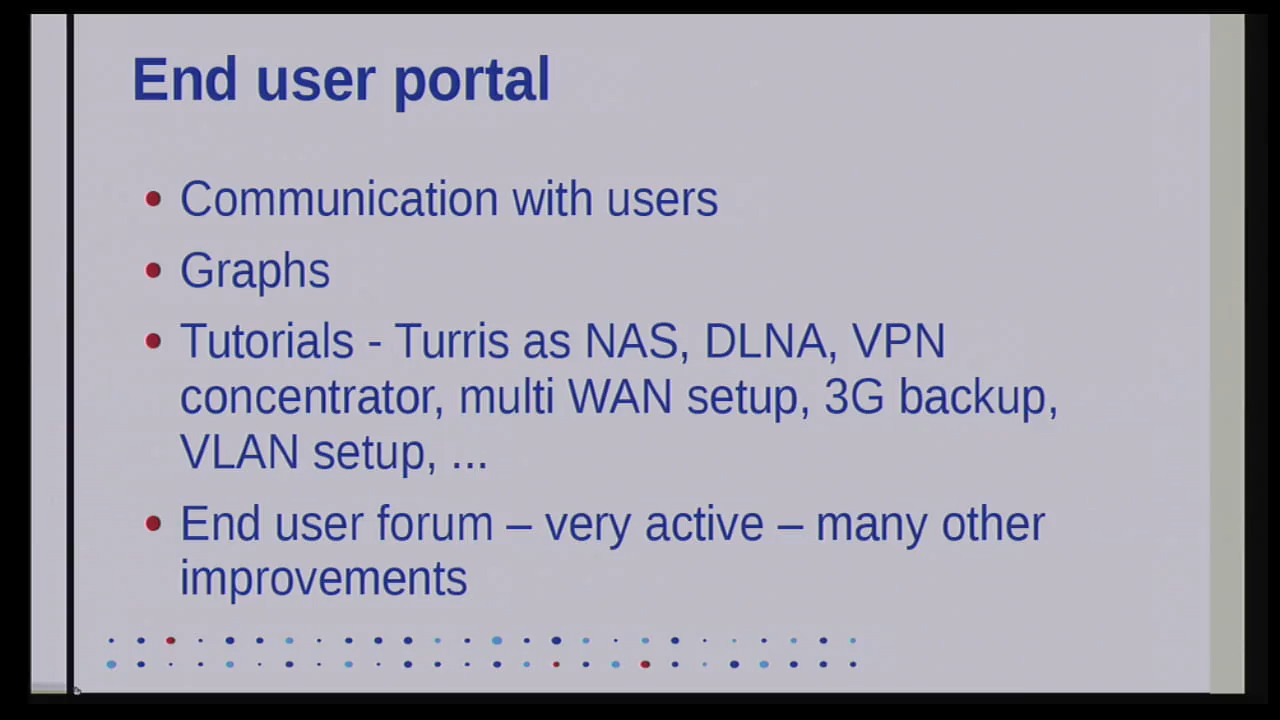 End user portal
• Communication with users
• Graphs
• Tutorials - Turris as NAS, DLNA, VPN
concentrator, multi WAN setup, 3G backup,
VLAN setup, ...
• End user forum – very active – many other
improvements